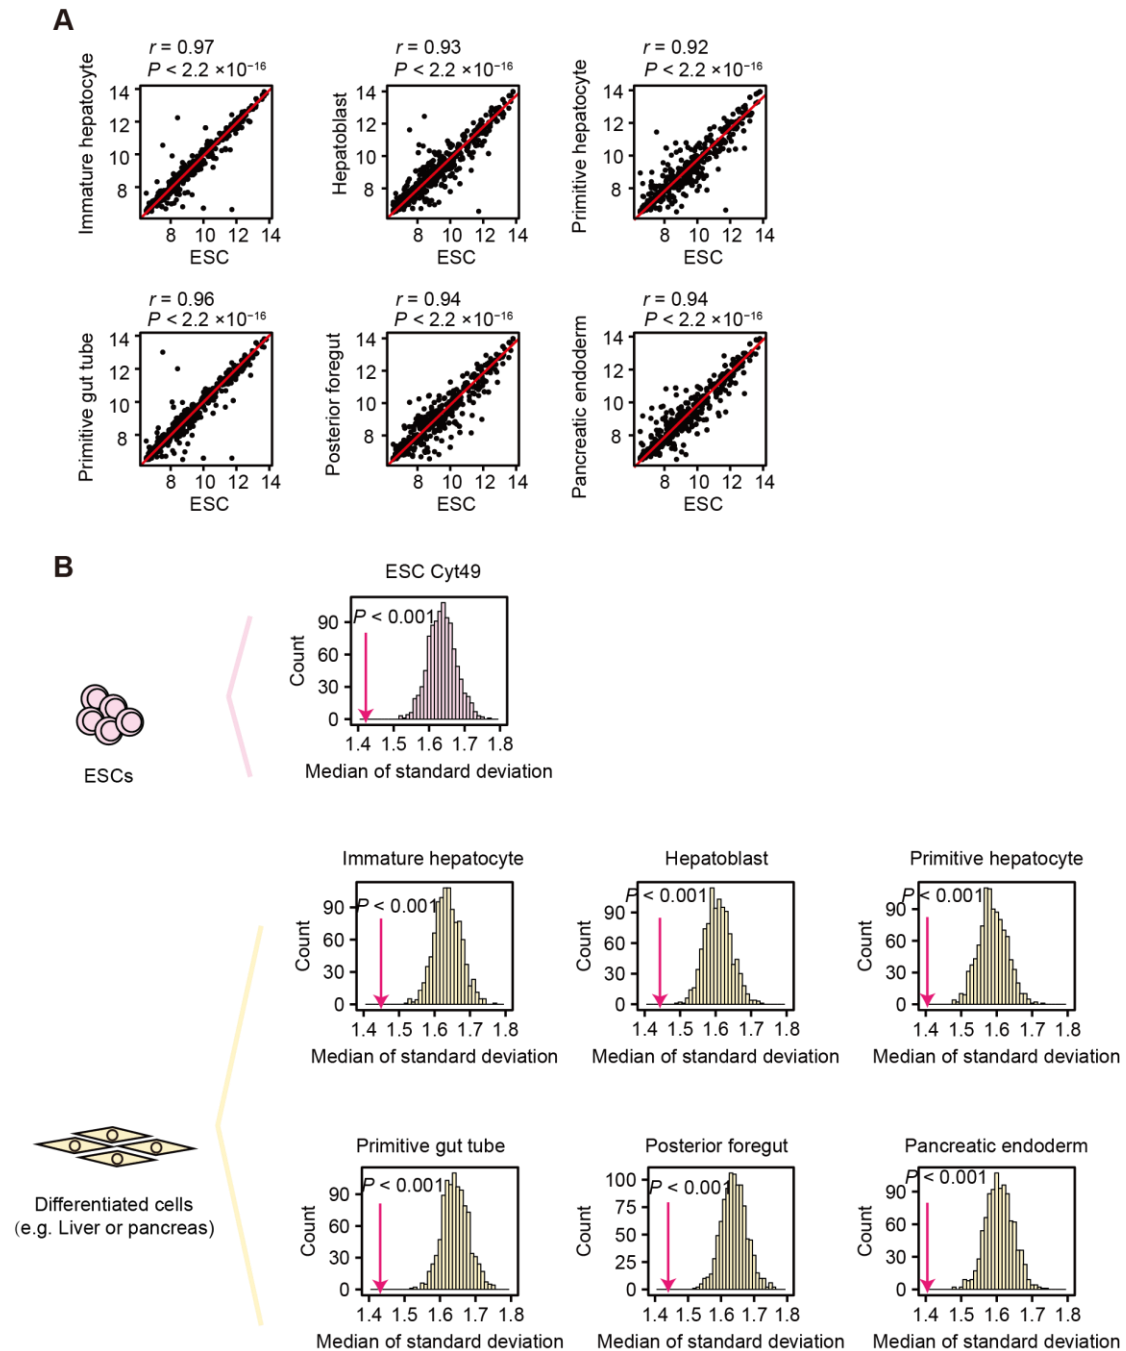 A
r = 0.97
P < 2.2 ×10⁻¹⁶
Immature hepatocyte
14
12
10
8
8 10 12 14
ESC
r = 0.93
P < 2.2 ×10⁻¹⁶
Hepatoblast
14
12
10
8
8 10 12 14
ESC
r = 0.92
P < 2.2 ×10⁻¹⁶
Primitive hepatocyte
14
12
10
8
8 10 12 14
ESC
r = 0.96
P < 2.2 ×10⁻¹⁶
Primitive gut tube
14
12
10
8
8 10 12 14
ESC
r = 0.94
P < 2.2 ×10⁻¹⁶
Posterior foregut
14
12
10
8
8 10 12 14
ESC
r = 0.94
P < 2.2 ×10⁻¹⁶
Pancreatic endoderm
14
12
10
8
8 10 12 14
ESC
B
ESCs
ESC Cyt49
P < 0.001
Count
90
60
30
0
1.4 1.5 1.6 1.7 1.8
Median of standard deviation
Differentiated cells
(e.g. Liver or pancreas)
Immature hepatocyte
P < 0.001
Count
90
60
30
0
1.4 1.5 1.6 1.7 1.8
Median of standard deviation
Hepatoblast
P < 0.001
Count
90
60
30
0
1.4 1.5 1.6 1.7 1.8
Median of standard deviation
Primitive hepatocyte
P < 0.001
Count
90
60
30
0
1.4 1.5 1.6 1.7 1.8
Median of standard deviation
Primitive gut tube
P < 0.001
Count
90
60
30
0
1.4 1.5 1.6 1.7 1.8
Median of standard deviation
Posterior foregut
P < 0.001
Count
100
75
50
25
0
1.4 1.5 1.6 1.7 1.8
Median of standard deviation
Pancreatic endoderm
P < 0.001
Count
90
60
30
0
1.4 1.5 1.6 1.7 1.8
Median of standard deviation